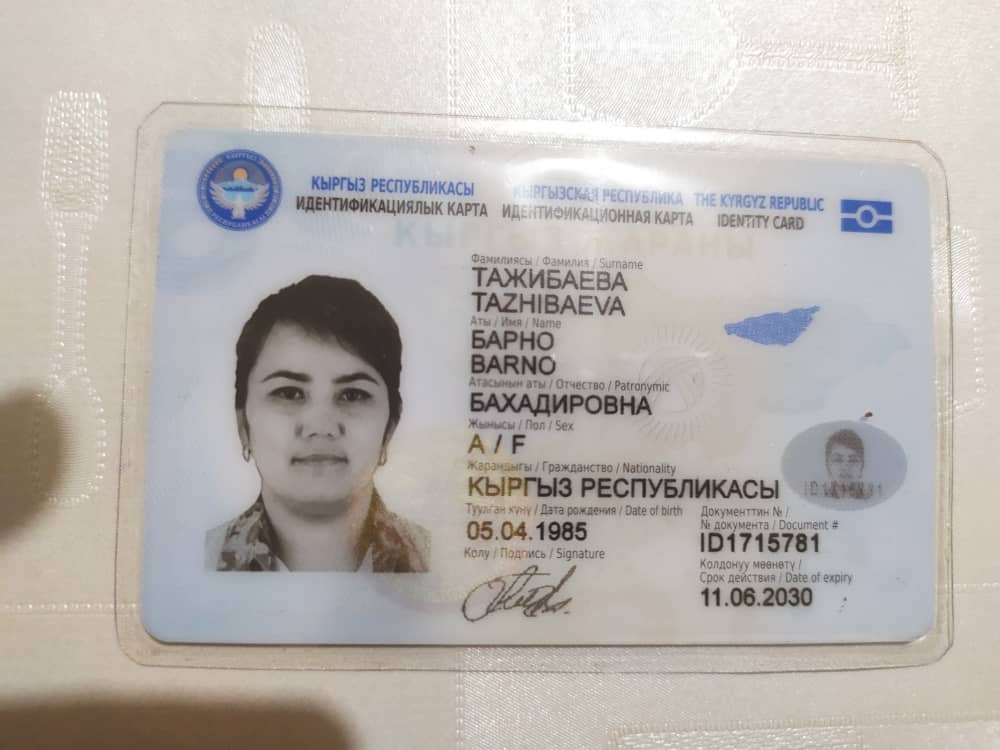 КЫРГЫЗ РЕСПУБЛИКАСЫ КЫРГЫЗСКАЯ РЕСПУБЛИКА THE KYRGYZ REPUBLIC
ИДЕНТИФИКАЦИЯЛЫК КАРТА ИДЕНТИФИКАЦИОННАЯ КАРТА IDENTITY CARD
Фамилиясы / Фамилия / Surname
ТАЖИБАЕВА
TAZHIBAEVA
Аты / Имя / Name
БАРНО
BARNO
Атасынын аты / Отчество / Patronymic
БАХАДИРОВНА
Жынысы / Пол / Sex
А / F
Жарандыгы / Гражданство / Nationality
КЫРГЫЗ РЕСПУБЛИКАСЫ
Туулган күнү / Дата рождения / Date of birth
05.04.1985
Колу / Подпись / Signature
Документтин № /
№ документа / Document #
ID1715781
Колдонуу мөөнөтү /
Срок действия / Date of expiry
11.06.2030